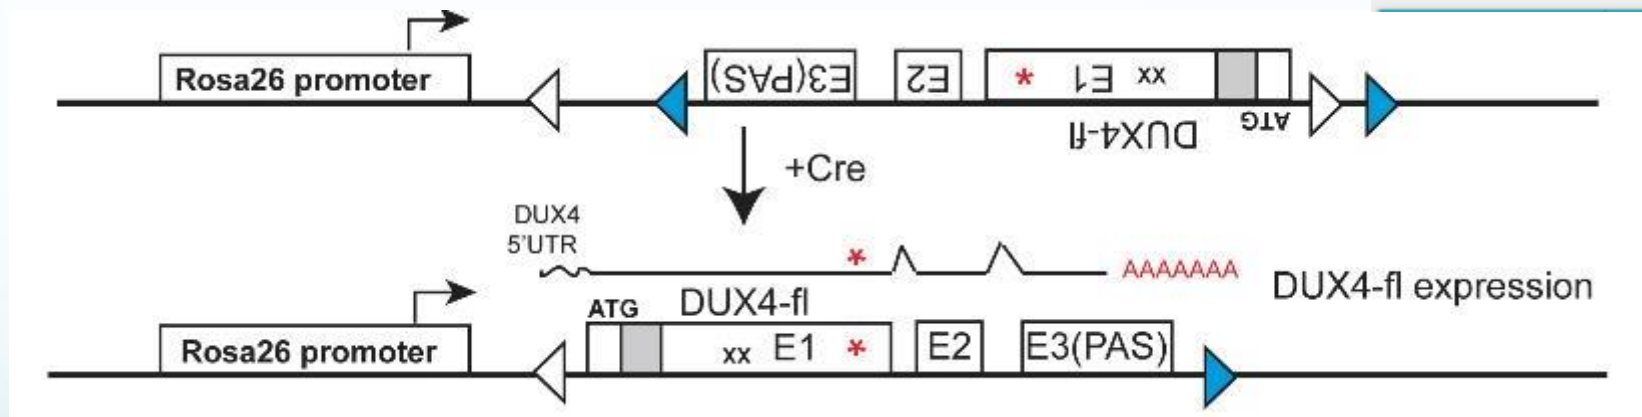 Rosa26 promoter
E3(PAS)
E2
* E1 xx
ATG
DUX4-fl
+Cre
DUX4
5'UTR
*
AAAAAAA
DUX4-fl expression
ATG
DUX4-fl
Rosa26 promoter
xx E1 *
E2
E3(PAS)